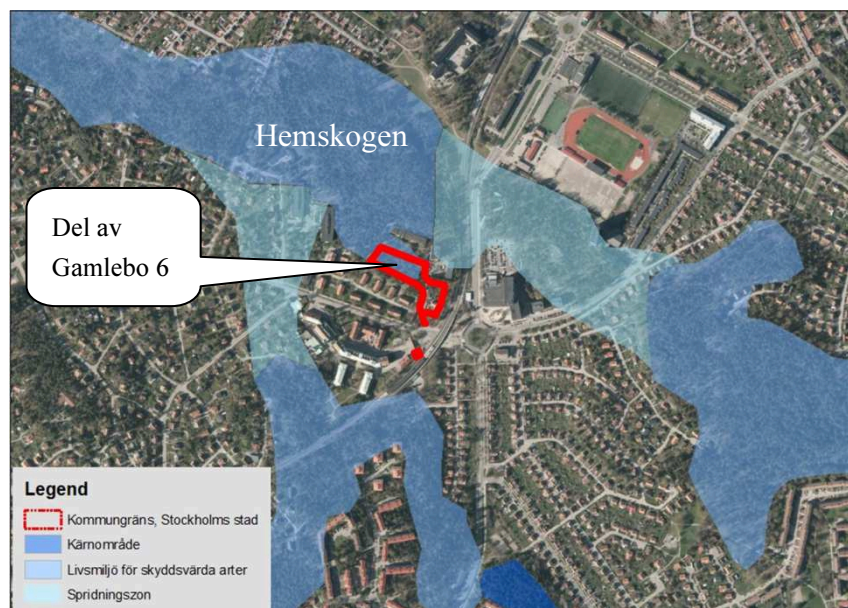 Hemskogen
Del av
Gamlebo 6
Legend
Kommungräns, Stockholms stad
Kärnområde
Livsmiljö för skyddsvärda arter
Spridningszon